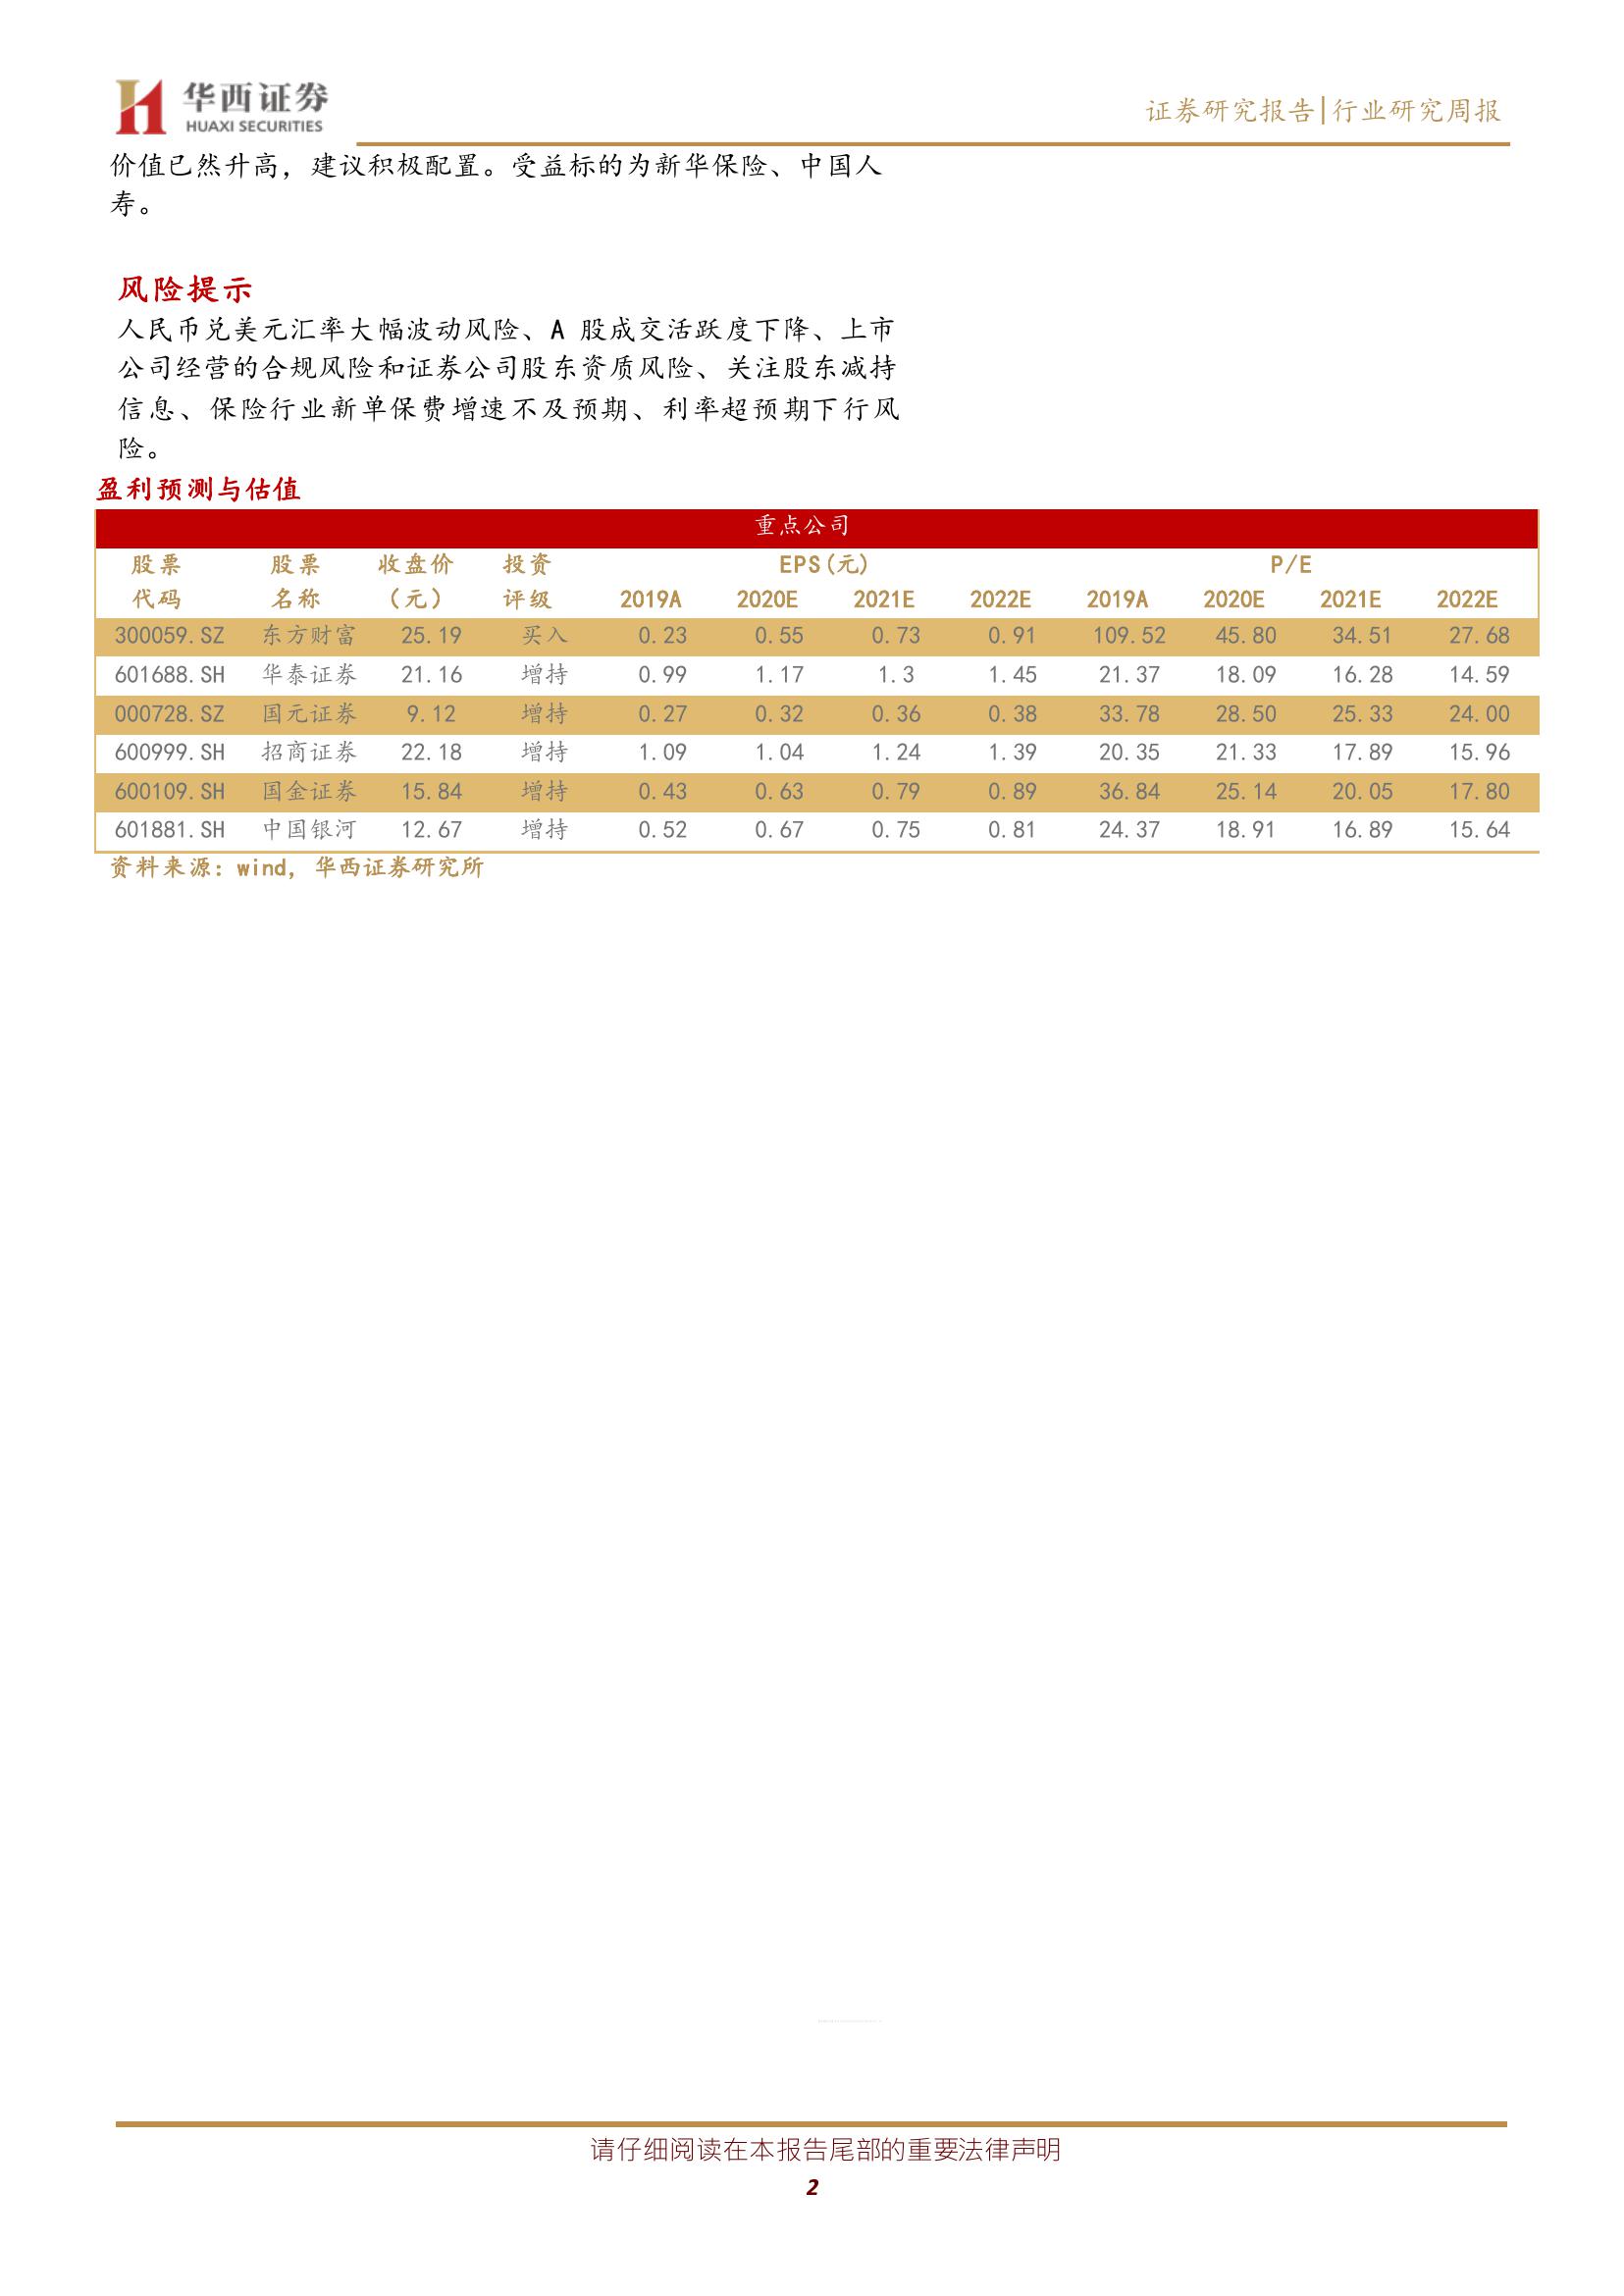 华西证券
HUAXI SECURITIES
证券研究报告|行业研究周报
价值已然升高，建议积极配置。受益标的为新华保险、中国人
寿。
风险提示
人民币兑美元汇率大幅波动风险、A 股成交活跃度下降、上市
公司经营的合规风险和证券公司股东资质风险、关注股东减持
信息、保险行业新单保费增速不及预期、利率超预期下行风
险。
盈利预测与估值
重点公司
股票 股票 收盘价 投资 EPS(元) P/E
代码 名称 （元） 评级 2019A 2020E 2021E 2022E 2019A 2020E 2021E 2022E
300059.SZ 东方财富 25.19 买入 0.23 0.55 0.73 0.91 109.52 45.80 34.51 27.68
601688.SH 华泰证券 21.16 增持 0.99 1.17 1.3 1.45 21.37 18.09 16.28 14.59
000728.SZ 国元证券 9.12 增持 0.27 0.32 0.36 0.38 33.78 28.50 25.33 24.00
600999.SH 招商证券 22.18 增持 1.09 1.04 1.24 1.39 20.35 21.33 17.89 15.96
600109.SH 国金证券 15.84 增持 0.43 0.63 0.79 0.89 36.84 25.14 20.05 17.80
601881.SH 中国银河 12.67 增持 0.52 0.67 0.75 0.81 24.37 18.91 16.89 15.64
资料来源：wind，华西证券研究所
请仔细阅读在本报告尾部的重要法律声明
2